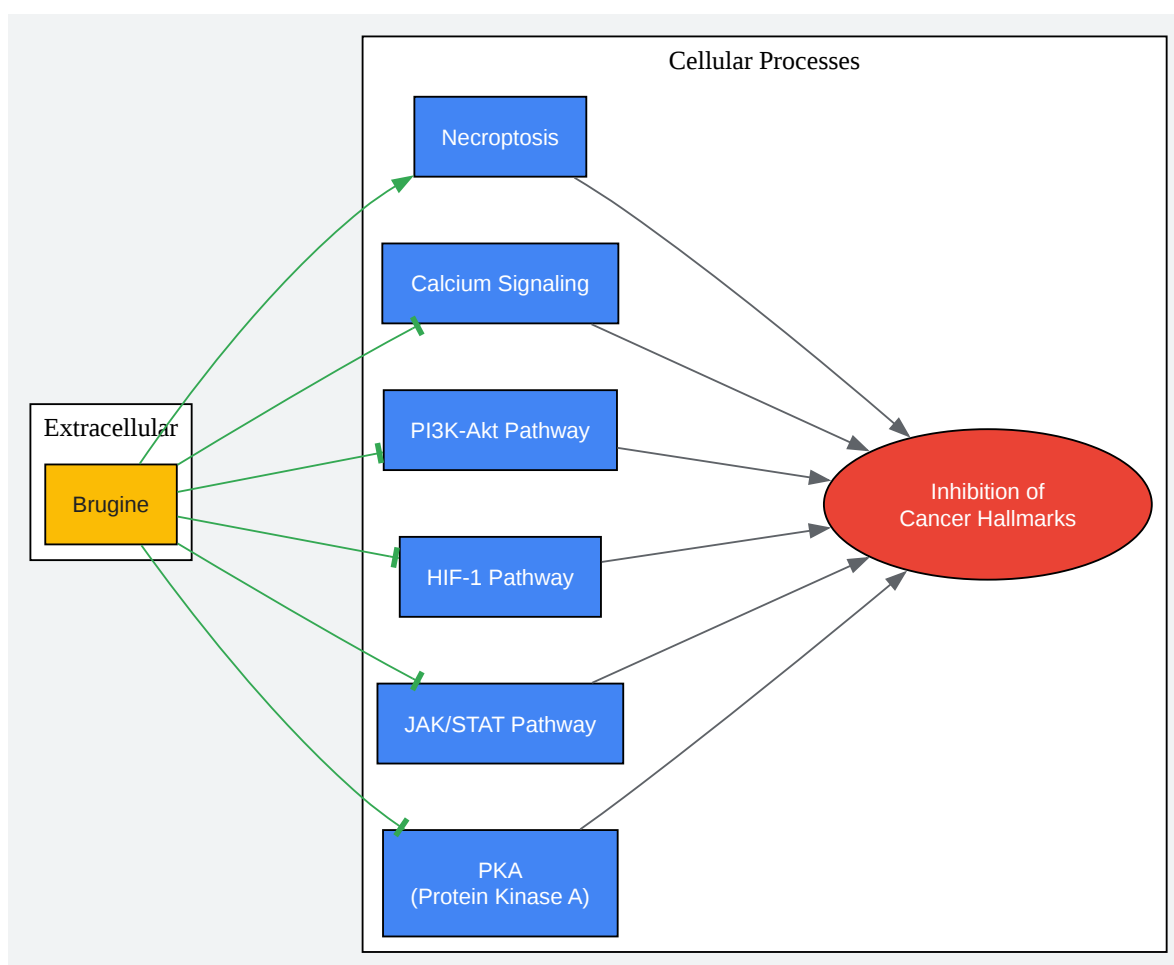 Cellular Processes
Necroptosis
Calcium Signaling
Extracellular
PI3K-Akt Pathway
Brugine
Inhibition of
Cancer Hallmarks
HIF-1 Pathway
JAK/STAT Pathway
PKA
(Protein Kinase A)